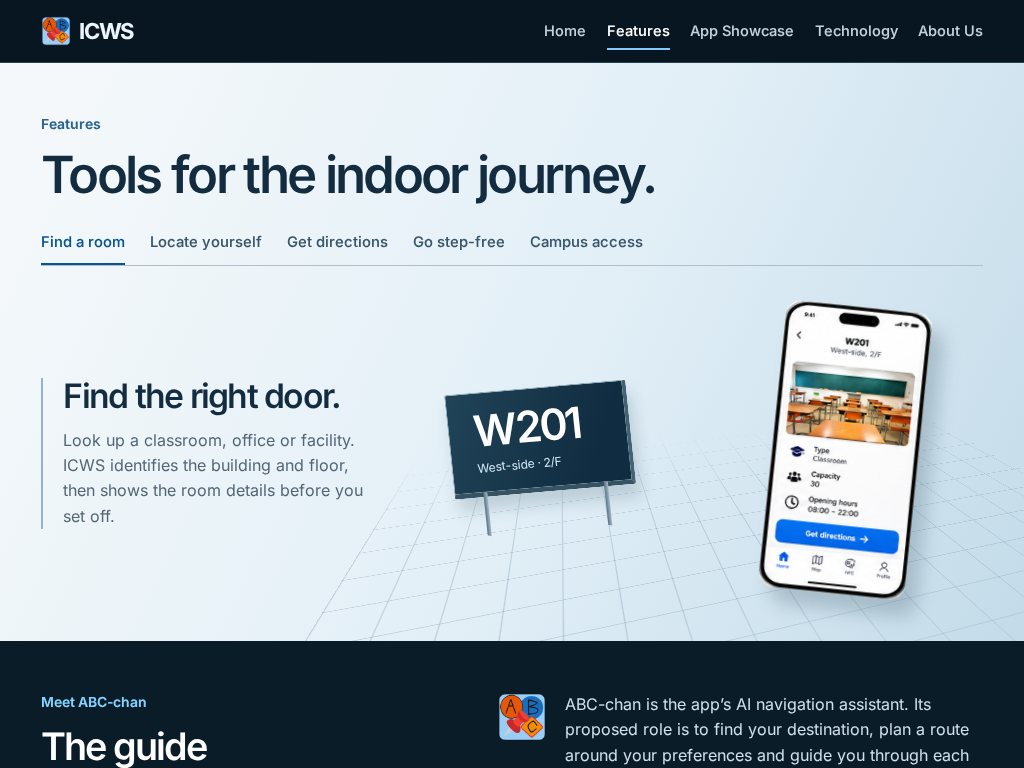 ABC
ICWS
Home
Features
App Showcase
Technology
About Us
Features
Tools for the indoor journey.
Find a room
Locate yourself
Get directions
Go step-free
Campus access
Find the right door.
Look up a classroom, office or facility.
ICWS identifies the building and floor,
then shows the room details before you
set off.
W201
West-side · 2/F
9:41
W201
West-side, 2/F
Type
Classroom
Capacity
30
Opening hours
08:00 – 22:00
Get directions
Home
Map
NFC
Profile
Meet ABC-chan
The guide
ABC
ABC-chan is the app’s AI navigation assistant. Its
proposed role is to find your destination, plan a route
around your preferences and guide you through each